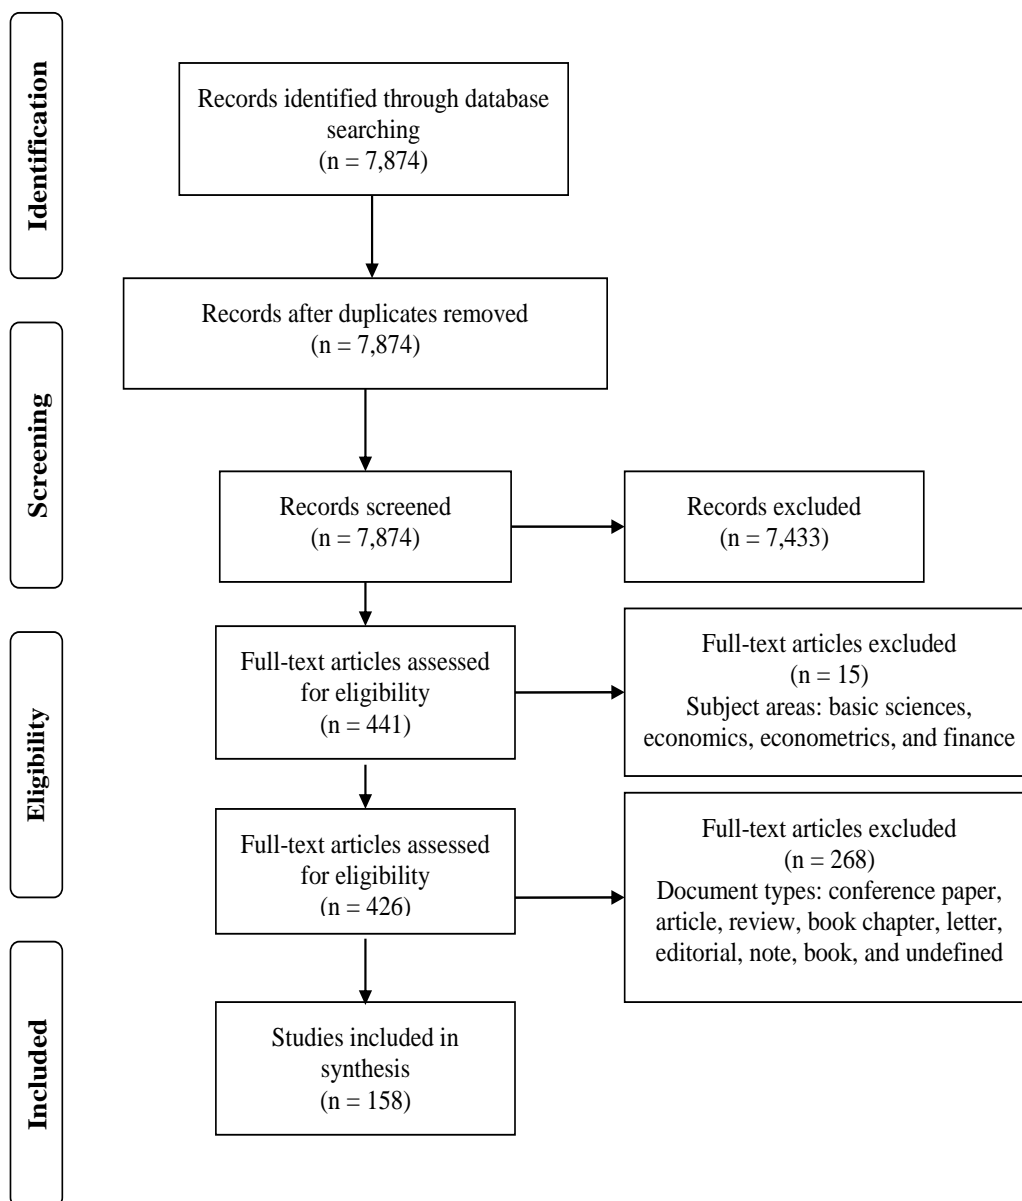 Identification
Records identified through database
searching
(n = 7,874)
Records after duplicates removed
(n = 7,874)
Screening
Records screened
(n = 7,874)
Records excluded
(n = 7,433)
Eligibility
Full-text articles assessed
for eligibility
(n = 441)
Full-text articles excluded
(n = 15)
Subject areas: basic sciences,
economics, econometrics, and finance
Full-text articles assessed
for eligibility
(n = 426)
Full-text articles excluded
(n = 268)
Document types: conference paper,
article, review, book chapter, letter,
editorial, note, book, and undefined
Included
Studies included in
synthesis
(n = 158)